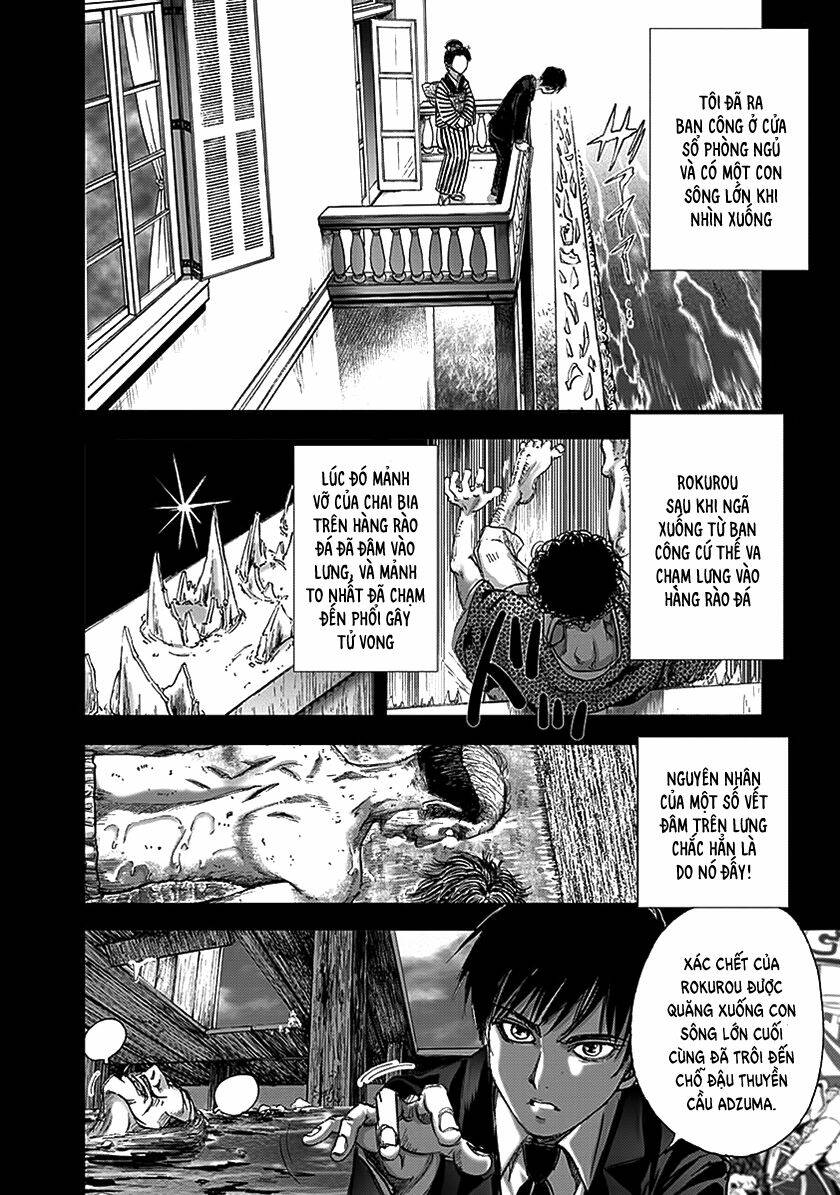 TÔI ĐÃ RA
BAN CÔNG Ở CỬA
SỔ PHÒNG NGỦ
VÀ CÓ MỘT CON
SÔNG LỚN KHI
NHÌN XUỐNG
ROKUROU
SAU KHI NGÃ
XUỐNG TỪ BAN
CÔNG CỨ THẾ VA
CHẠM LƯNG VÀO
HÀNG RÀO ĐÁ
LÚC ĐÓ MẢNH
VỠ CỦA CHAI BIA
TRÊN HÀNG RÀO
ĐÁ ĐÃ ĐÂM VÀO
LƯNG, VÀ MẢNH
TO NHẤT ĐÃ CHẠM
ĐẾN PHỔI GÂY
TỬ VONG
NGUYÊN NHÂN
CỦA MỘT SỐ VẾT
ĐÂM TRÊN LƯNG
CHẮC HẲN LÀ
DO NÓ ĐẤY!
XÁC CHẾT CỦA
ROKUROU ĐƯỢC
QUĂNG XUỐNG CON
SÔNG LỚN CUỐI
CÙNG ĐÃ TRÔI ĐẾN
CHỖ ĐẬU THUYỀN
CẦU ADZUMA.